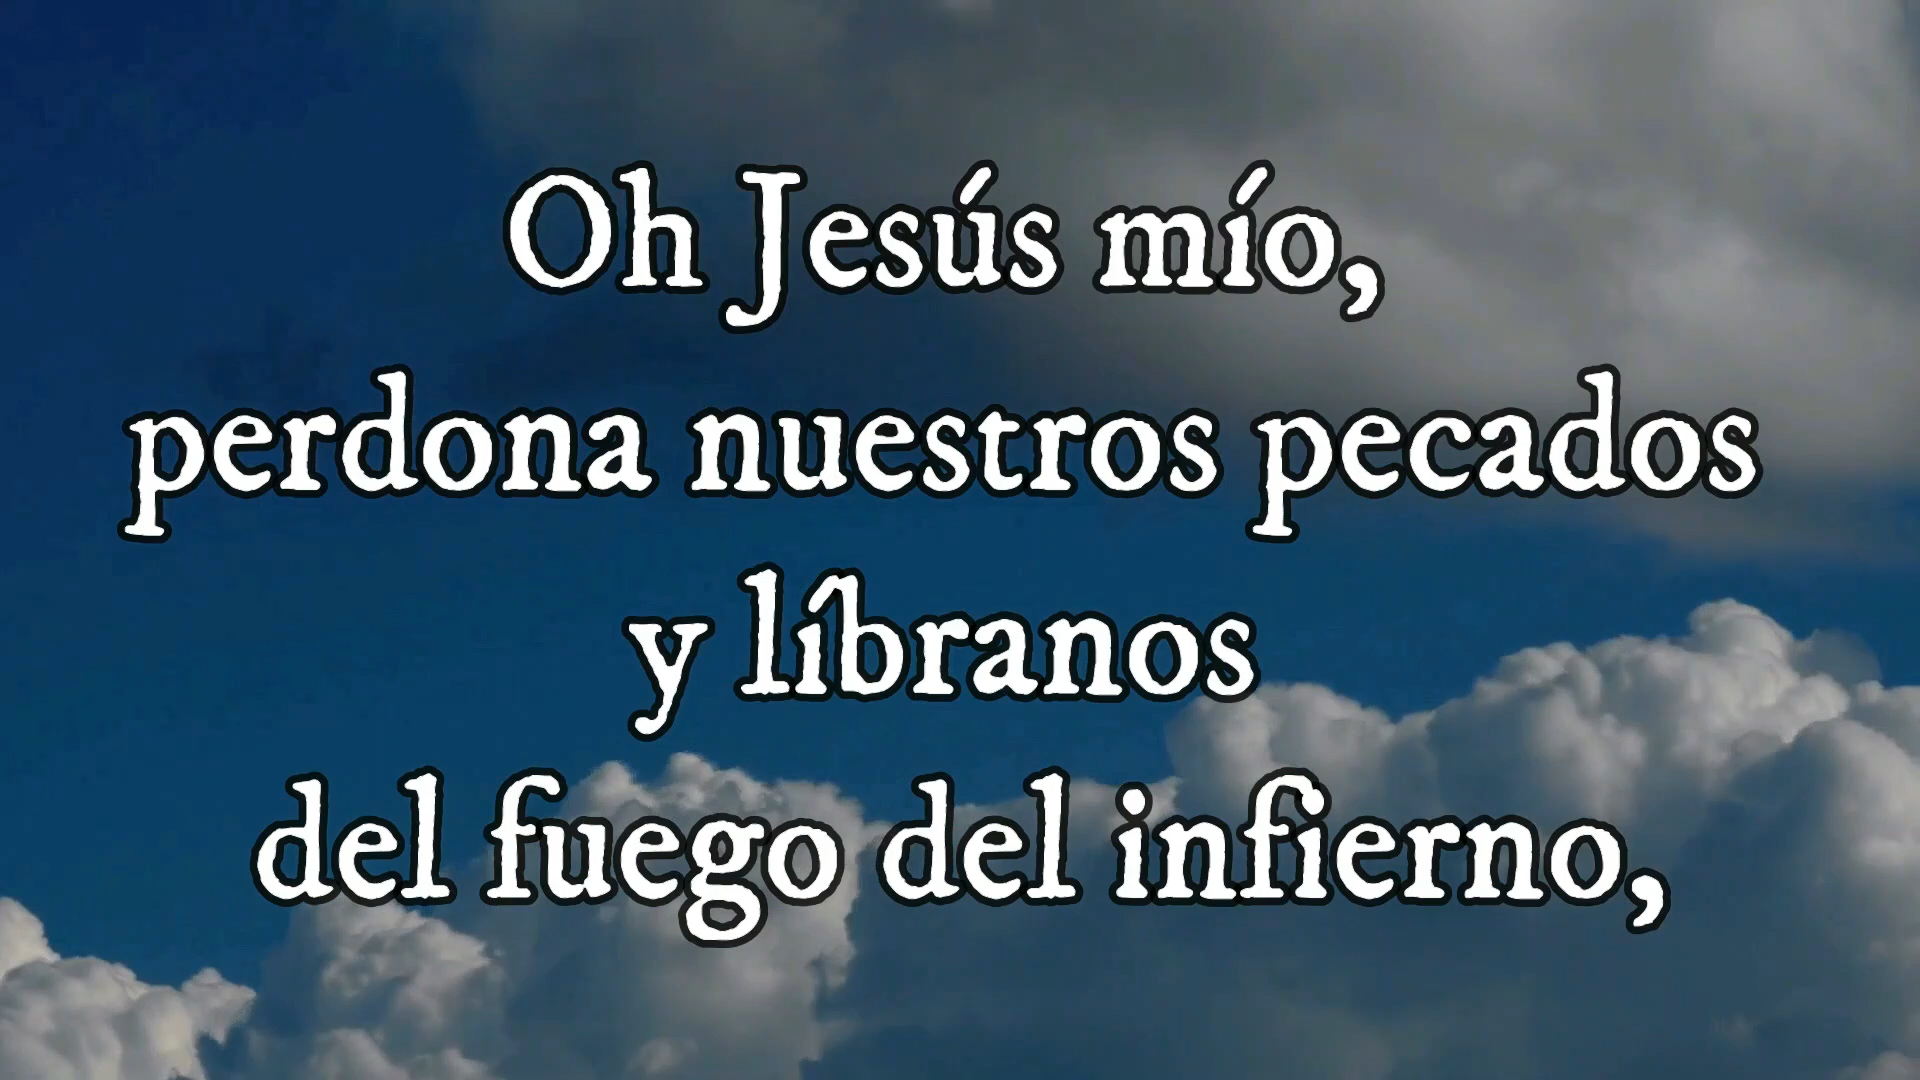 Oh Jesús mío,
perdona nuestros pecados
y líbranos
del fuego del infierno,